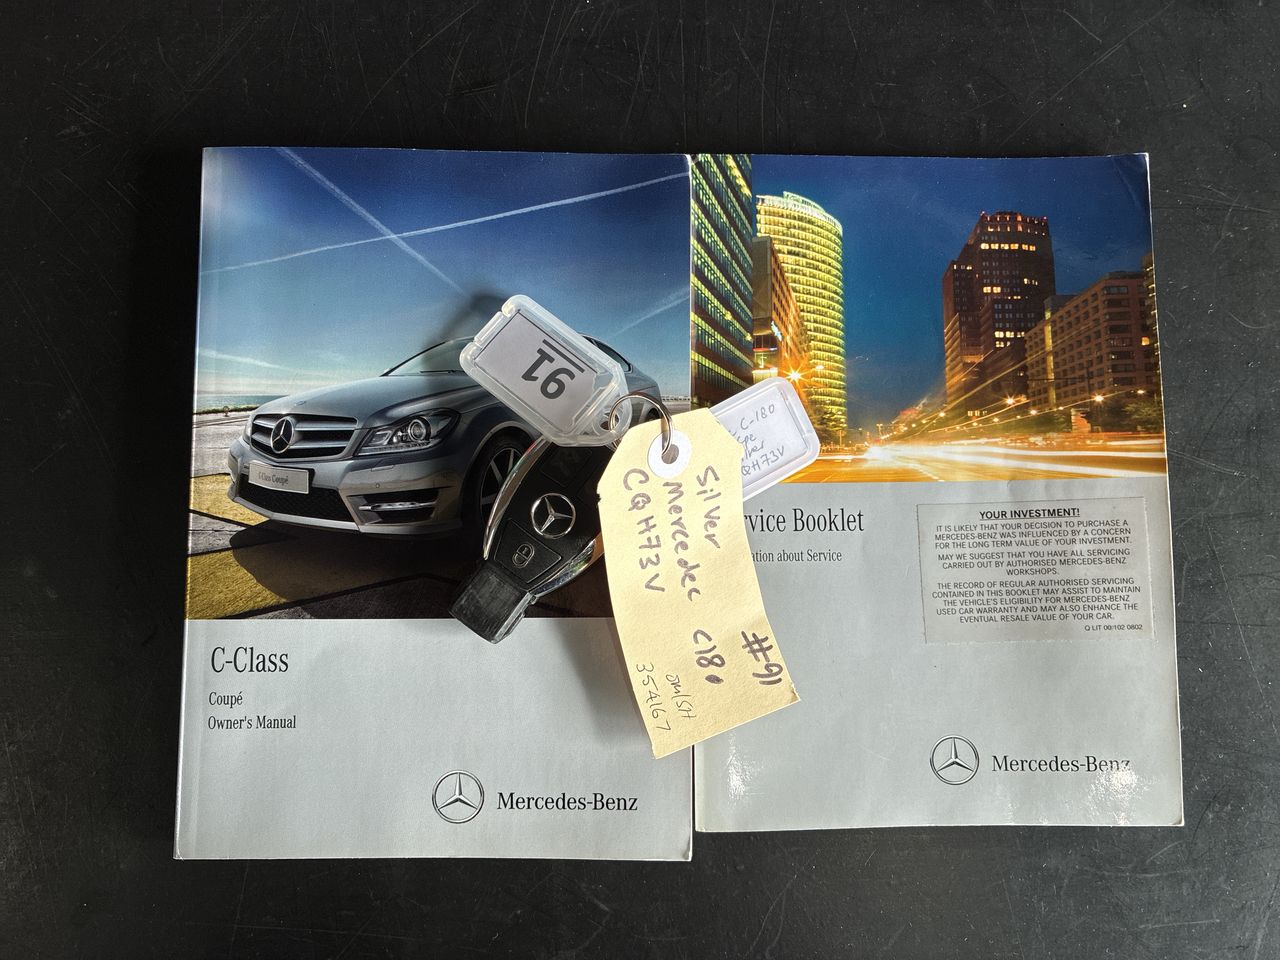 C-Class Coupé
C-Class
Coupé
Owner's Manual
Mercedes-Benz
91
C-180
QH73V
Silver
Mercedec C180
CQH73V
#91
354167
rvice Booklet
ation about Service
YOUR INVESTMENT!
IT IS LIKELY THAT YOUR DECISION TO PURCHASE A
MERCEDES-BENZ WAS INFLUENCED BY A CONCERN
FOR THE LONG TERM VALUE OF YOUR INVESTMENT.
MAY WE SUGGEST THAT YOU HAVE ALL SERVICING
CARRIED OUT BY AUTHORISED MERCEDES-BENZ
WORKSHOPS.
THE RECORD OF REGULAR AUTHORISED SERVICING
CONTAINED IN THIS BOOKLET MAY ASSIST TO MAINTAIN
THE VEHICLE'S ELIGIBILITY FOR MERCEDES-BENZ
USED CAR WARRANTY AND MAY ALSO ENHANCE THE
EVENTUAL RESALE VALUE OF YOUR CAR.
Q LIT 00/102 0802
Mercedes-Benz